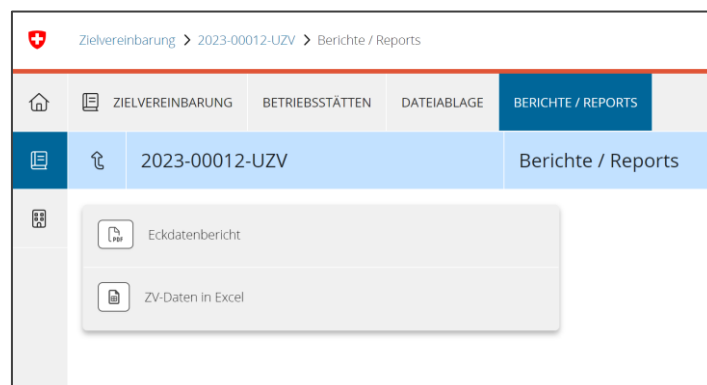 Zielvereinbarung > 2023-00012-UZV > Berichte / Reports
ZIELVEREINBARUNG BETRIEBSSTÄTTEN DATEIABLAGE BERICHTE / REPORTS
2023-00012-UZV Berichte / Reports
PDF Eckdatenbericht
ZV-Daten in Excel